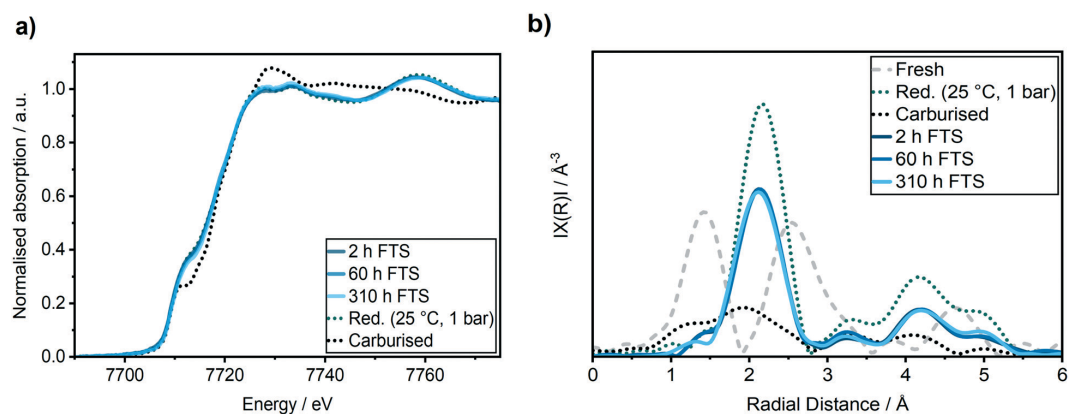 a)
Normalised absorption / a.u.
1.0
0.8
0.6
0.4
0.2
0.0
2 h FTS
60 h FTS
310 h FTS
Red. (25 °C, 1 bar)
Carburised
7700 7720 7740 7760
Energy / eV
b)
IX(R)I / Å-3
Fresh
Red. (25 °C, 1 bar)
Carburised
2 h FTS
60 h FTS
310 h FTS
0 1 2 3 4 5 6
Radial Distance / Å